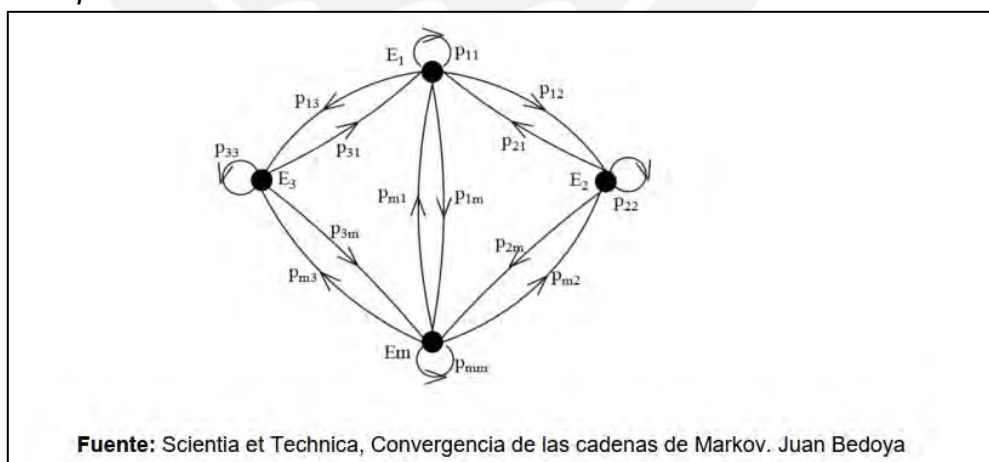 E1 p11
p13 p12
p31 p21
p33
E3 E2
pm1 p1m p22
p3m p2m
pm3 pm2
Em
pmm
Fuente: Scientia et Technica, Convergencia de las cadenas de Markov. Juan Bedoya